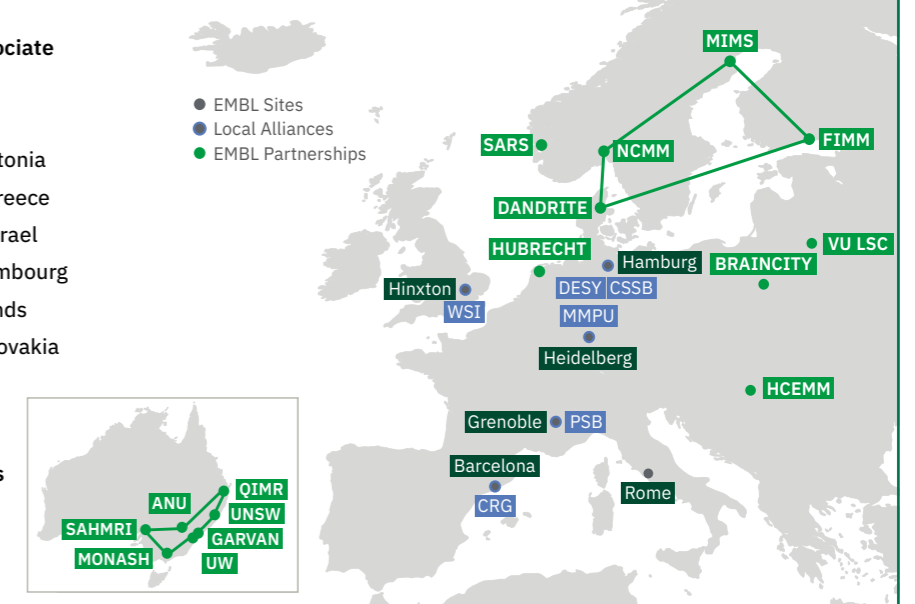 ociate
tonia
reece
rael
mbourg
nds
ovakia
s
EMBL Sites
Local Alliances
EMBL Partnerships
MIMS
SARS
NCMM
FIMM
DANDRITE
HUBRECHT
VU LSC
Hamburg
BRAINCITY
Hinxton
DESY CSSB
WSI
MMPU
Heidelberg
HCEMM
Grenoble
PSB
Barcelona
CRG
Rome
QIMR
ANU
UNSW
SAHMRI
GARVAN
MONASH
UW